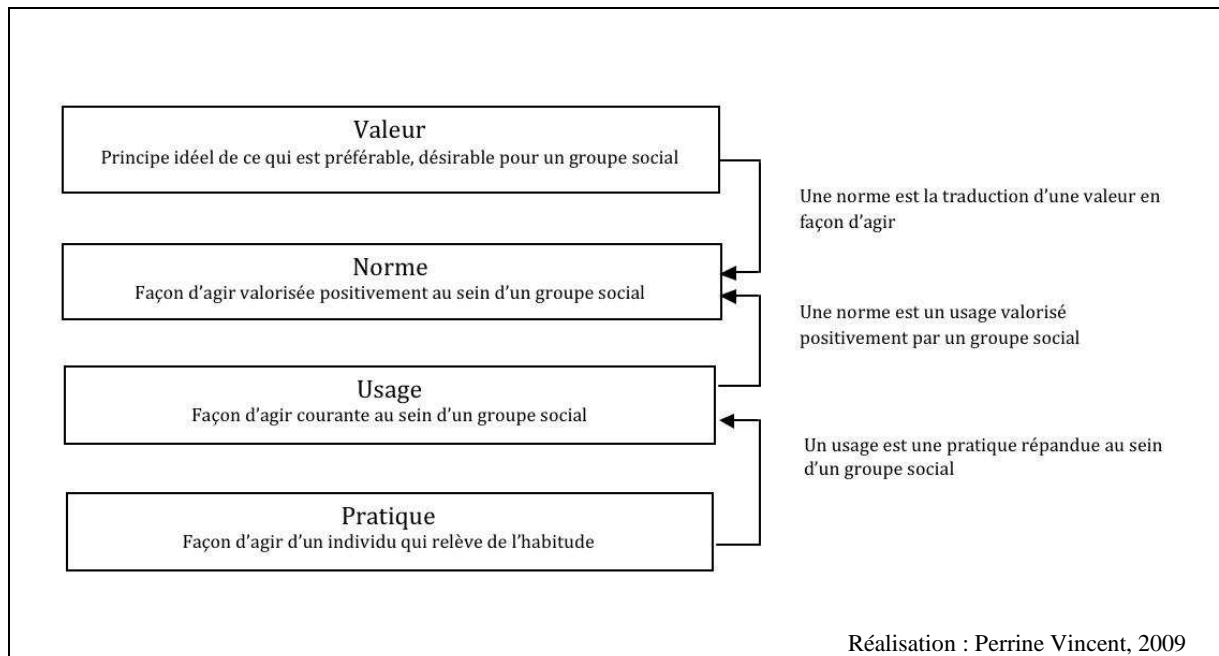 Valeur
Principe idéel de ce qui est préférable, désirable pour un groupe social
Une norme est la traduction d'une valeur en
façon d'agir
Norme
Façon d'agir valorisée positivement au sein d'un groupe social
Une norme est un usage valorisé
positivement par un groupe social
Usage
Façon d'agir courante au sein d'un groupe social
Un usage est une pratique répandue au sein
d'un groupe social
Pratique
Façon d'agir d'un individu qui relève de l'habitude
Réalisation : Perrine Vincent, 2009